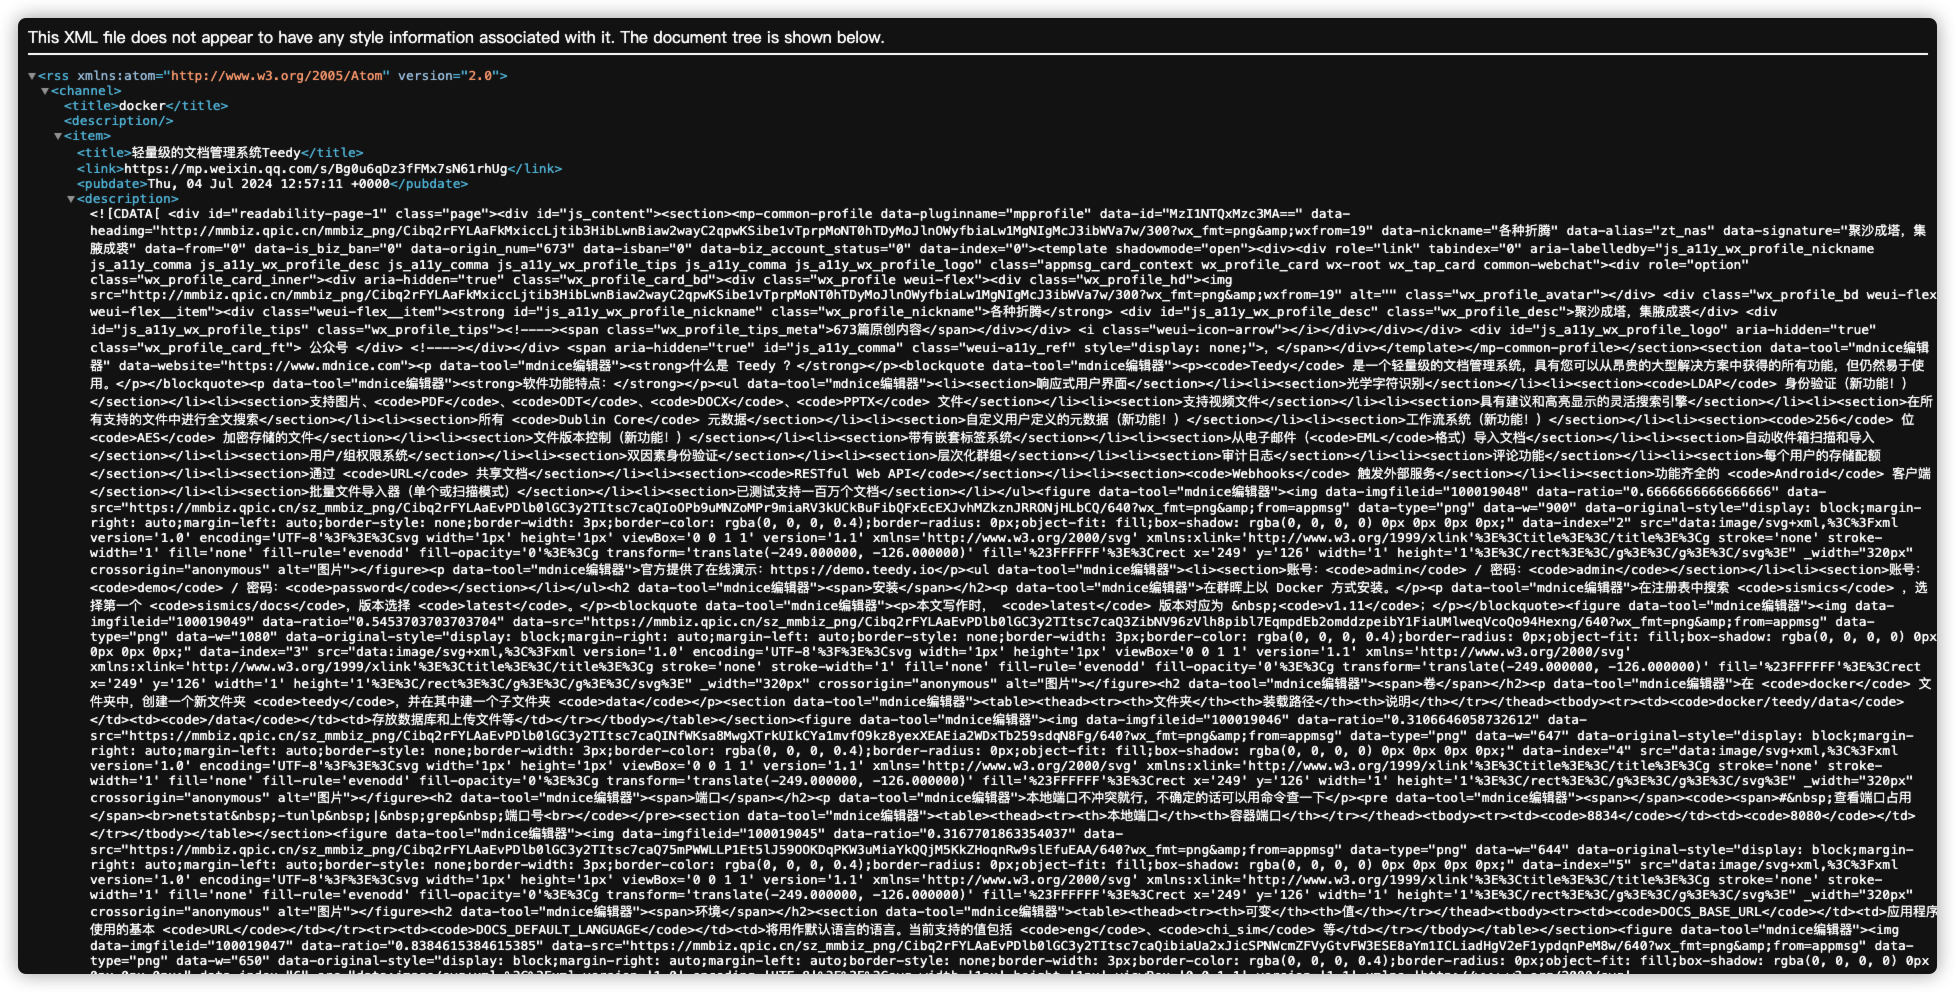 This XML file does not appear to have any style information associated with it. The document tree is shown below.
▼<rss xmlns:atom="http://www.w3.org/2005/Atom" version="2.0">
▼<channel>
<title>docker</title>
<description/>
▼<item>
<title>轻量级的文档管理系统Teedy</title>
<link>https://mp.weixin.qq.com/s/Bg0u6qDz3fFMx7sN61rhUg</link>
<pubdate>Thu, 04 Jul 2024 12:57:11 +0000</pubdate>
▼<description>
<![CDATA[ <div id="readability-page-1" class="page"><div id="js_content"><section><mp-common-profile data-pluginname="mpprofile" data-id="MzI1NTQxMzc3MA==" data-
headimg="http://mmbiz.qpic.cn/mmbiz_png/Cibq2rFYLAaFkMxiccLjtib3HibLwnBiaw2wayC2qpwKSibe1vTprpMoNT0hTDyMoJlnOWyfbiaLw1MgNIgMcJ3ibWVa7w/300?wx_fmt=png&amp;wxfrom=19" data-nickname="各种折腾" data-alias="zt_nas" data-signature="聚沙成塔，集
腋成裘" data-from="0" data-is_biz_ban="0" data-origin_num="673" data-isban="0" data-biz_account_status="0" data-index="0"><template shadowmode="open"><div><div role="link" tabindex="0" aria-labelledby="js_a11y_wx_profile_nickname
js_a11y_comma js_a11y_wx_profile_desc js_a11y_comma js_a11y_wx_profile_tips js_a11y_comma js_a11y_wx_profile_logo" class="appmsg_card_context wx_profile_card wx-root wx_tap_card common-webchat"><div role="option"
class="wx_profile_card_inner"><div aria-hidden="true" class="wx_profile_card_bd"><div class="wx_profile weui-flex"><div class="wx_profile_hd"><img
src="http://mmbiz.qpic.cn/mmbiz_png/Cibq2rFYLAaFkMxiccLjtib3HibLwnBiaw2wayC2qpwKSibe1vTprpMoNT0hTDyMoJlnOWyfbiaLw1MgNIgMcJ3ibWVa7w/300?wx_fmt=png&amp;wxfrom=19" alt="" class="wx_profile_avatar"></div> <div class="wx_profile_bd weui-flex
weui-flex__item"><div class="weui-flex__item"><strong id="js_a11y_wx_profile_nickname" class="wx_profile_nickname">各种折腾</strong> <div id="js_a11y_wx_profile_desc" class="wx_profile_desc">聚沙成塔，集腋成裘</div> <div
id="js_a11y_wx_profile_tips" class="wx_profile_tips"><!----><span class="wx_profile_tips_meta">673篇原创内容</span></div></div> <i class="weui-icon-arrow"></i></div></div></div> <div id="js_a11y_wx_profile_logo" aria-hidden="true"
class="wx_profile_card_ft"> 公众号 </div> <!----></div></div> <span aria-hidden="true" id="js_a11y_comma" class="weui-a11y_ref" style="display: none;">，</span></div></template></mp-common-profile></section><section data-tool="mdnice编辑
器" data-website="https://www.mdnice.com"><p data-tool="mdnice编辑器"><strong>什么是 Teedy ? </strong></p><blockquote data-tool="mdnice编辑器"><p><code>Teedy</code> 是一个轻量级的文档管理系统，具有您可以从昂贵的大型解决方案中获得的所有功能，但仍然易于使
用。</p></blockquote><p data-tool="mdnice编辑器"><strong>软件功能特点：</strong></p><ul data-tool="mdnice编辑器"><li><section>响应式用户界面</section></li><li><section>光学字符识别</section></li><li><section><code>LDAP</code> 身份验证（新功能！）
</section></li><li><section>支持图片、<code>PDF</code>、<code>ODT</code>、<code>DOCX</code>、<code>PPTX</code> 文件</section></li><li><section>支持视频文件</section></li><li><section>具有建议和高亮显示的灵活搜索引擎</section></li><li><section>在所
有支持的文件中进行全文搜索</section></li><li><section>所有 <code>Dublin Core</code> 元数据</section></li><li><section>自定义用户定义的元数据（新功能！）</section></li><li><section>工作流系统（新功能！）</section></li><li><section><code>256</code> 位
<code>AES</code> 加密存储的文件</section></li><li><section>文件版本控制（新功能！）</section></li><li><section>带有嵌套标签系统</section></li><li><section>从电子邮件（<code>EML</code>格式）导入文档</section></li><li><section>自动收件箱扫描和导入
</section></li><li><section>用户/组权限系统</section></li><li><section>双因素身份验证</section></li><li><section>层次化群组</section></li><li><section>审计日志</section></li><li><section>评论功能</section></li><li><section>每个用户的存储配额
</section></li><li><section>通过 <code>URL</code> 共享文档</section></li><li><section><code>RESTful Web API</code></section></li><li><section><code>Webhooks</code> 触发外部服务</section></li><li><section>功能齐全的 <code>Android</code> 客户端
</section></li><li><section>批量文件导入器（单个或扫描模式）</section></li><li><section>已测试支持一百万个文档</section></li></ul><figure data-tool="mdnice编辑器"><img data-imgfileid="100019048" data-ratio="0.6666666666666666" data-
src="https://mmbiz.qpic.cn/sz_mmbiz_png/Cibq2rFYLAaEvPDlb0lGC3y2TItsc7caQIoOPb9uMNZoMPr9miaRV3kUCkBuFibQFxEcEXJvhMZkznJRRONjHLbCQ/640?wx_fmt=png&amp;from=appmsg" data-type="png" data-w="900" data-original-style="display: block;margin-
right: auto;margin-left: auto;border-style: none;border-width: 3px;border-color: rgba(0, 0, 0, 0.4);border-radius: 0px;object-fit: fill;box-shadow: rgba(0, 0, 0, 0) 0px 0px 0px 0px;" data-index="2" src="data:image/svg+xml,%3C%3Fxml
version='1.0' encoding='UTF-8'%3F%3E%3Csvg width='1px' height='1px' viewBox='0 0 1 1' version='1.1' xmlns='http://www.w3.org/2000/svg' xmlns:xlink='http://www.w3.org/1999/xlink'%3E%3Ctitle%3E%3C/title%3E%3Cg stroke='none' stroke-
width='1' fill='none' fill-rule='evenodd' fill-opacity='0'%3E%3Cg transform='translate(-249.000000, -126.000000)' fill='%23FFFFFF'%3E%3Crect x='249' y='126' width='1' height='1'%3E%3C/rect%3E%3C/g%3E%3C/g%3E%3C/svg%3E" _width="320px"
crossorigin="anonymous" alt="图片"></figure><p data-tool="mdnice编辑器">官方提供了在线演示：https://demo.teedy.io</p><ul data-tool="mdnice编辑器"><li><section>账号：<code>admin</code> / 密码：<code>admin</code></section></li><li><section>账号：
<code>demo</code> / 密码：<code>password</code></section></li></ul><h2 data-tool="mdnice编辑器"><span>安装</span></h2><p data-tool="mdnice编辑器">在群晖上以 Docker 方式安装。</p><p data-tool="mdnice编辑器">在注册表中搜索 <code>sismics</code> ，选
择第一个 <code>sismics/docs</code>，版本选择 <code>latest</code>。</p><blockquote data-tool="mdnice编辑器"><p>本文写作时， <code>latest</code> 版本对应为 &nbsp;<code>v1.11</code>；</p></blockquote><figure data-tool="mdnice编辑器"><img data-
imgfileid="100019049" data-ratio="0.5453703703703704" data-src="https://mmbiz.qpic.cn/sz_mmbiz_png/Cibq2rFYLAaEvPDlb0lGC3y2TItsc7caQ3ZibNV96zVlh8pibl7EqmpdEb2omddzpeibY1FiaUMlweqVcoQo94Hexng/640?wx_fmt=png&amp;from=appmsg" data-
type="png" data-w="1080" data-original-style="display: block;margin-right: auto;margin-left: auto;border-style: none;border-width: 3px;border-color: rgba(0, 0, 0, 0.4);border-radius: 0px;object-fit: fill;box-shadow: rgba(0, 0, 0, 0) 0px
0px 0px 0px;" data-index="3" src="data:image/svg+xml,%3C%3Fxml version='1.0' encoding='UTF-8'%3F%3E%3Csvg width='1px' height='1px' viewBox='0 0 1 1' version='1.1' xmlns='http://www.w3.org/2000/svg'
xmlns:xlink='http://www.w3.org/1999/xlink'%3E%3Ctitle%3E%3C/title%3E%3Cg stroke='none' stroke-width='1' fill='none' fill-rule='evenodd' fill-opacity='0'%3E%3Cg transform='translate(-249.000000, -126.000000)' fill='%23FFFFFF'%3E%3Crect
x='249' y='126' width='1' height='1'%3E%3C/rect%3E%3C/g%3E%3C/g%3E%3C/svg%3E" _width="320px" crossorigin="anonymous" alt="图片"></figure><h2 data-tool="mdnice编辑器"><span>卷</span></h2><p data-tool="mdnice编辑器">在 <code>docker</code> 文
件夹中，创建一个新文件夹 <code>teedy</code>，并在其中建一个子文件夹 <code>data</code></p><section data-tool="mdnice编辑器"><table><thead><tr><th>文件夹</th><th>装载路径</th><th>说明</th></tr></thead><tbody><tr><td><code>docker/teedy/data</code>
</td><td><code>/data</code></td><td>存放数据库和上传文件等</td></tr></tbody></table></section><figure data-tool="mdnice编辑器"><img data-imgfileid="100019046" data-ratio="0.3106646058732612" data-
src="https://mmbiz.qpic.cn/sz_mmbiz_png/Cibq2rFYLAaEvPDlb0lGC3y2TItsc7caQINfWKsa8MwgXTrkUIkCYa1mvfO9kz8yexXEAEia2WDxTb259sdqN8Fg/640?wx_fmt=png&amp;from=appmsg" data-type="png" data-w="647" data-original-style="display: block;margin-
right: auto;margin-left: auto;border-style: none;border-width: 3px;border-color: rgba(0, 0, 0, 0.4);border-radius: 0px;object-fit: fill;box-shadow: rgba(0, 0, 0, 0) 0px 0px 0px 0px;" data-index="4" src="data:image/svg+xml,%3C%3Fxml
version='1.0' encoding='UTF-8'%3F%3E%3Csvg width='1px' height='1px' viewBox='0 0 1 1' version='1.1' xmlns='http://www.w3.org/2000/svg' xmlns:xlink='http://www.w3.org/1999/xlink'%3E%3Ctitle%3E%3C/title%3E%3Cg stroke='none' stroke-
width='1' fill='none' fill-rule='evenodd' fill-opacity='0'%3E%3Cg transform='translate(-249.000000, -126.000000)' fill='%23FFFFFF'%3E%3Crect x='249' y='126' width='1' height='1'%3E%3C/rect%3E%3C/g%3E%3C/g%3E%3C/svg%3E" _width="320px"
crossorigin="anonymous" alt="图片"></figure><h2 data-tool="mdnice编辑器"><span>端口</span></h2><p data-tool="mdnice编辑器">本地端口不冲突就行，不确定的话可以用命令查一下</p><pre data-tool="mdnice编辑器"><span></span><code><span>#&nbsp;查看端口占用
</span><br>netstat&nbsp;-tunlp&nbsp;|&nbsp;grep&nbsp;端口号<br></code></pre><section data-tool="mdnice编辑器"><table><thead><tr><th>本地端口</th><th>容器端口</th></tr></thead><tbody><tr><td><code>8834</code></td><td><code>8080</code></td>
</tr></tbody></table></section><figure data-tool="mdnice编辑器"><img data-imgfileid="100019045" data-ratio="0.3167701863354037" data-
src="https://mmbiz.qpic.cn/sz_mmbiz_png/Cibq2rFYLAaEvPDlb0lGC3y2TItsc7caQ75mPWWLLP1Et5lJ59OOKDqPKW3uMiaYkQQjM5KkZHoqnRw9slEfuEAA/640?wx_fmt=png&amp;from=appmsg" data-type="png" data-w="644" data-original-style="display: block;margin-
right: auto;margin-left: auto;border-style: none;border-width: 3px;border-color: rgba(0, 0, 0, 0.4);border-radius: 0px;object-fit: fill;box-shadow: rgba(0, 0, 0, 0) 0px 0px 0px 0px;" data-index="5" src="data:image/svg+xml,%3C%3Fxml
version='1.0' encoding='UTF-8'%3F%3E%3Csvg width='1px' height='1px' viewBox='0 0 1 1' version='1.1' xmlns='http://www.w3.org/2000/svg' xmlns:xlink='http://www.w3.org/1999/xlink'%3E%3Ctitle%3E%3C/title%3E%3Cg stroke='none' stroke-
width='1' fill='none' fill-rule='evenodd' fill-opacity='0'%3E%3Cg transform='translate(-249.000000, -126.000000)' fill='%23FFFFFF'%3E%3Crect x='249' y='126' width='1' height='1'%3E%3C/rect%3E%3C/g%3E%3C/g%3E%3C/svg%3E" _width="320px"
crossorigin="anonymous" alt="图片"></figure><h2 data-tool="mdnice编辑器"><span>环境</span></h2><section data-tool="mdnice编辑器"><table><thead><tr><th>可变</th><th>值</th></tr></thead><tbody><tr><td><code>DOCS_BASE_URL</code></td><td>应用程序
使用的基本 <code>URL</code></td></tr><tr><td><code>DOCS_DEFAULT_LANGUAGE</code></td><td>将用作默认语言的语言。当前支持的值包括 <code>eng</code>、<code>chi_sim</code> 等</td></tr></tbody></table></section><figure data-tool="mdnice编辑器"><img
data-imgfileid="100019047" data-ratio="0.8384615384615385" data-src="https://mmbiz.qpic.cn/sz_mmbiz_png/Cibq2rFYLAaEvPDlb0lGC3y2TItsc7caQibiaUa2xJicSPNWcmZFVyGtvFW3ESE8aYm1ICLiadHgV2eF1ypdqnPeM8w/640?wx_fmt=png&amp;from=appmsg" data-
type="png" data-w="650" data-original-style="display: block;margin-right: auto;margin-left: auto;border-style: none;border-width: 3px;border-color: rgba(0, 0, 0, 0.4);border-radius: 0px;object-fit: fill;box-shadow: rgba(0, 0, 0, 0) 0px